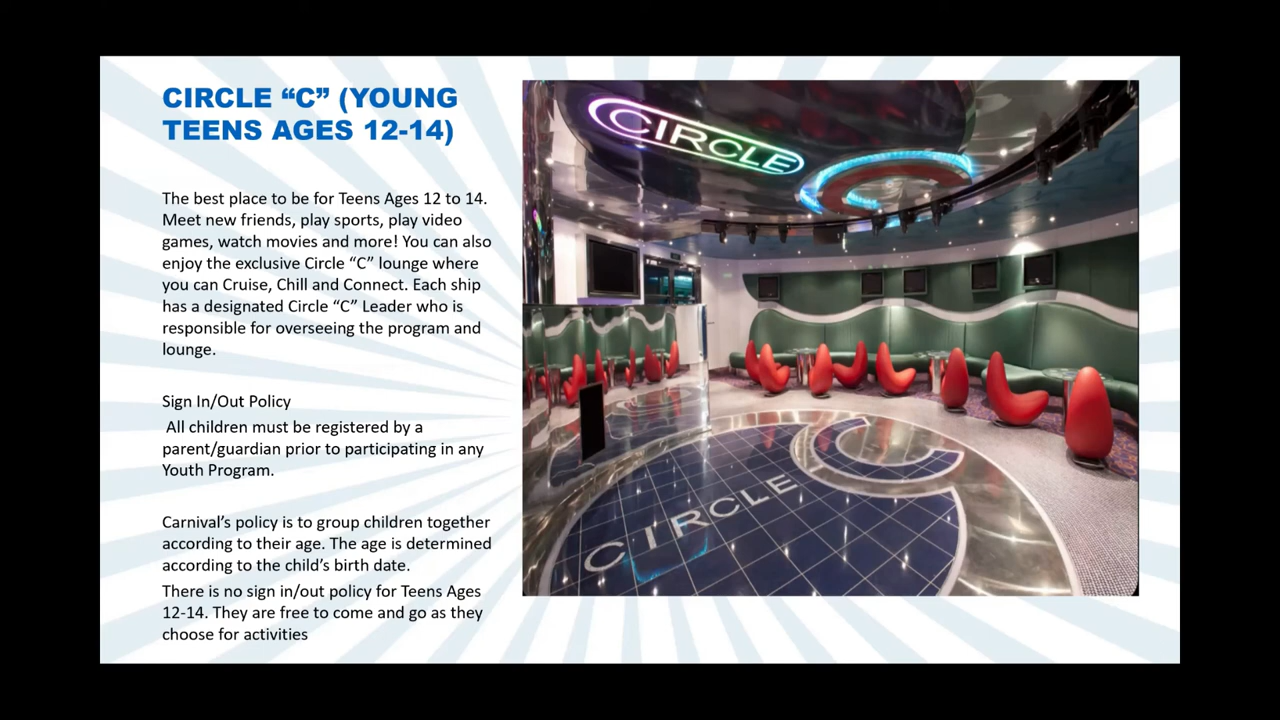 CIRCLE “C” (YOUNG
TEENS AGES 12-14)
The best place to be for Teens Ages 12 to 14.
Meet new friends, play sports, play video
games, watch movies and more! You can also
enjoy the exclusive Circle “C” lounge where
you can Cruise, Chill and Connect. Each ship
has a designated Circle “C” Leader who is
responsible for overseeing the program and
lounge.
Sign In/Out Policy
All children must be registered by a
parent/guardian prior to participating in any
Youth Program.
Carnival’s policy is to group children together
according to their age. The age is determined
according to the child’s birth date.
There is no sign in/out policy for Teens Ages
12-14. They are free to come and go as they
choose for activities
CIRCLE
C
CIRCLE
C